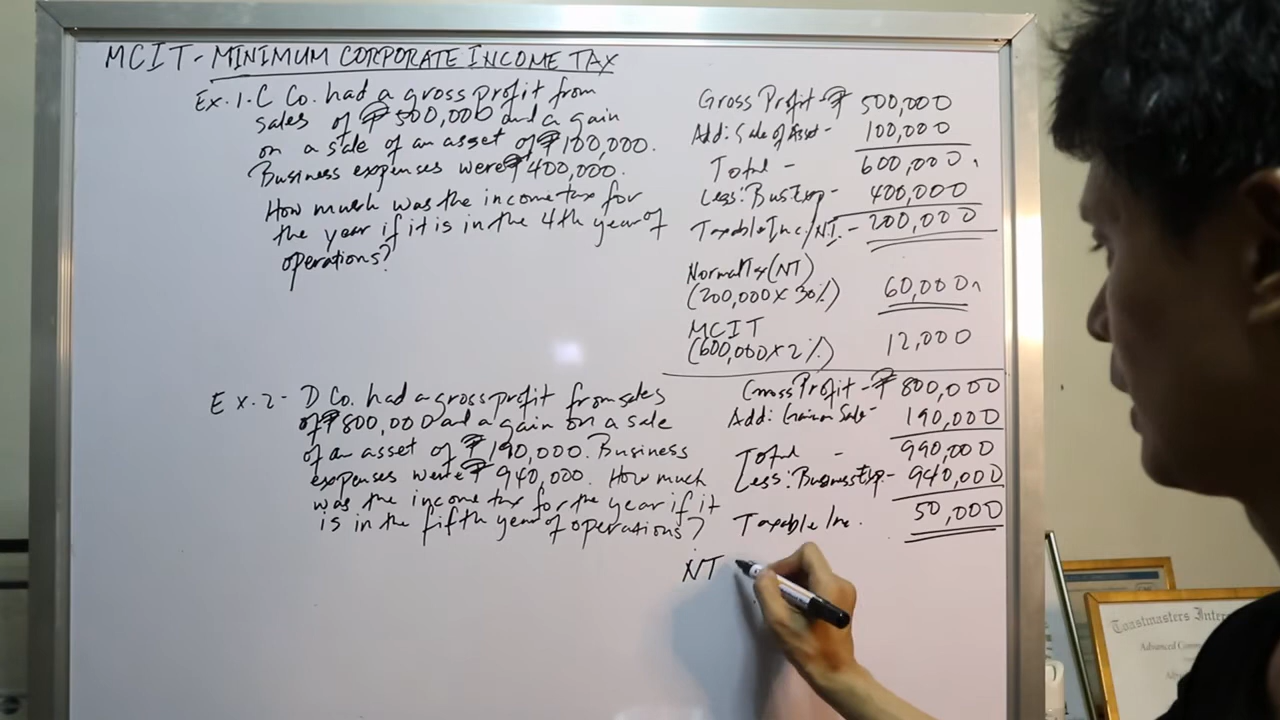 MCIT - MINIMUM CORPORATE INCOME TAX
Ex. 1. C Co. had a gross profit from
sales of ₱500,000 and a gain
on a sale of an asset of ₱100,000.
Business expenses were ₱400,000.
How much was the income tax for
the year if it is in the 4th year of
operations?
Gross Profit - ₱ 500,000
Add: Sale of Asset - 100,000
Total - 600,000
Less: Bus Exp - 400,000
Taxable Inc./NI. - 200,000
Normal Tx (NT)
(200,000 x 30%) 60,000
MCIT
(600,000 x 2%) 12,000
Ex. 2 - D Co. had a gross profit from sales
of ₱800,000 and a gain on a sale
of an asset of ₱190,000. Business
expenses were ₱940,000. How much
was the income tax for the year if it
is in the fifth year of operations?
Gross Profit - ₱ 800,000
Add: Gain on Sale - 190,000
Total - 990,000
Less: Business Exp - 940,000
Taxable Inc. 50,000
NT
Toastmasters Inter
Advanced Comm